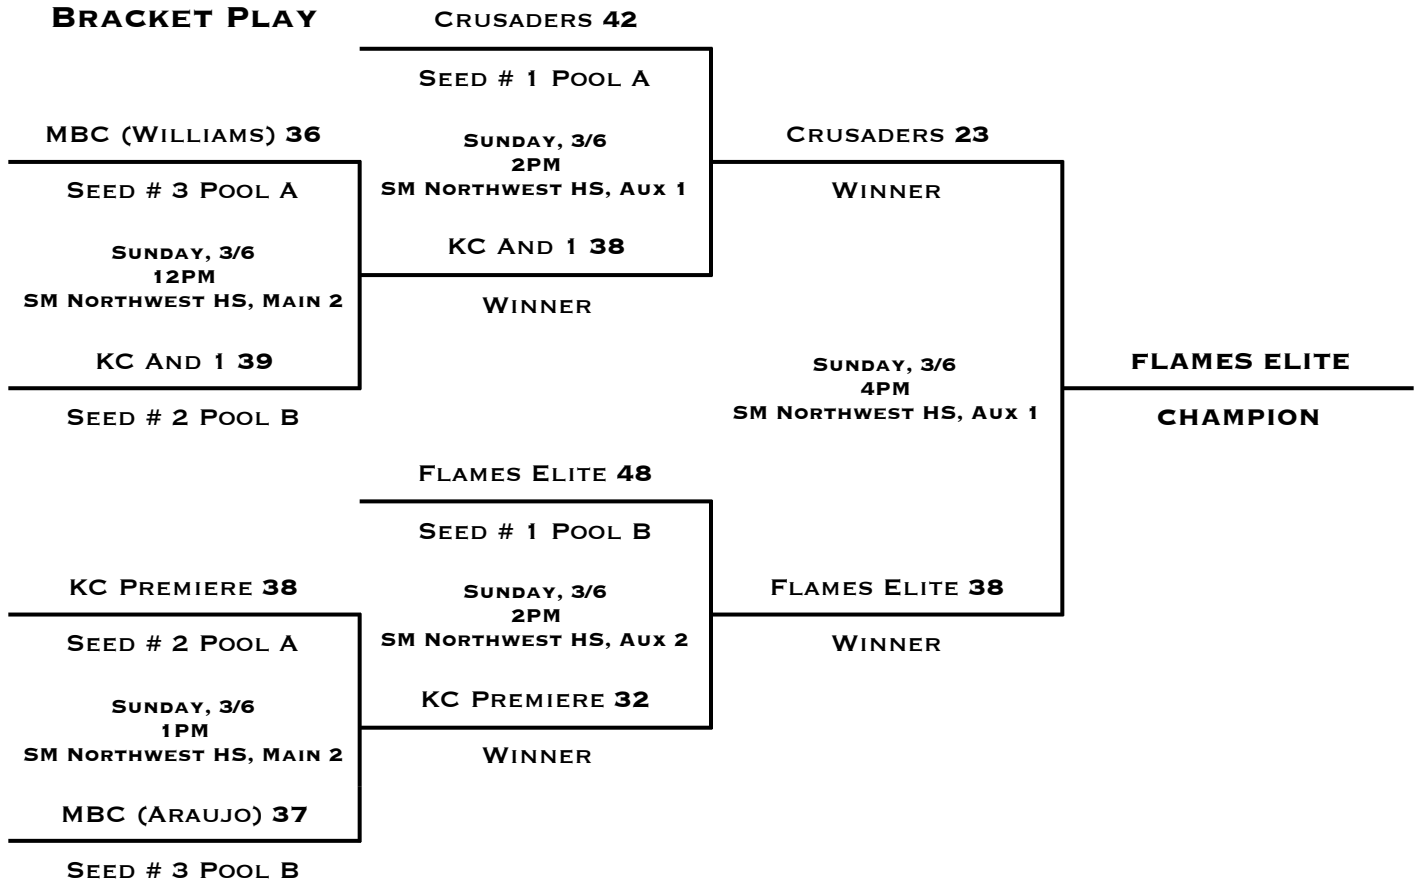 Bracket Play
Crusaders 42
Seed # 1 Pool A
MBC (Williams) 36
Seed # 3 Pool A
Sunday, 3/6
2PM
SM Northwest HS, Aux 1
Crusaders 23
Winner
Sunday, 3/6
12PM
SM Northwest HS, Main 2
KC And 1 38
Winner
KC And 1 39
Seed # 2 Pool B
Sunday, 3/6
4PM
SM Northwest HS, Aux 1
FLAMES ELITE
CHAMPION
Flames Elite 48
Seed # 1 Pool B
KC Premiere 38
Seed # 2 Pool A
Sunday, 3/6
2PM
SM Northwest HS, Aux 2
Flames Elite 38
Winner
Sunday, 3/6
1PM
SM Northwest HS, Main 2
KC Premiere 32
Winner
MBC (Araujo) 37
Seed # 3 Pool B